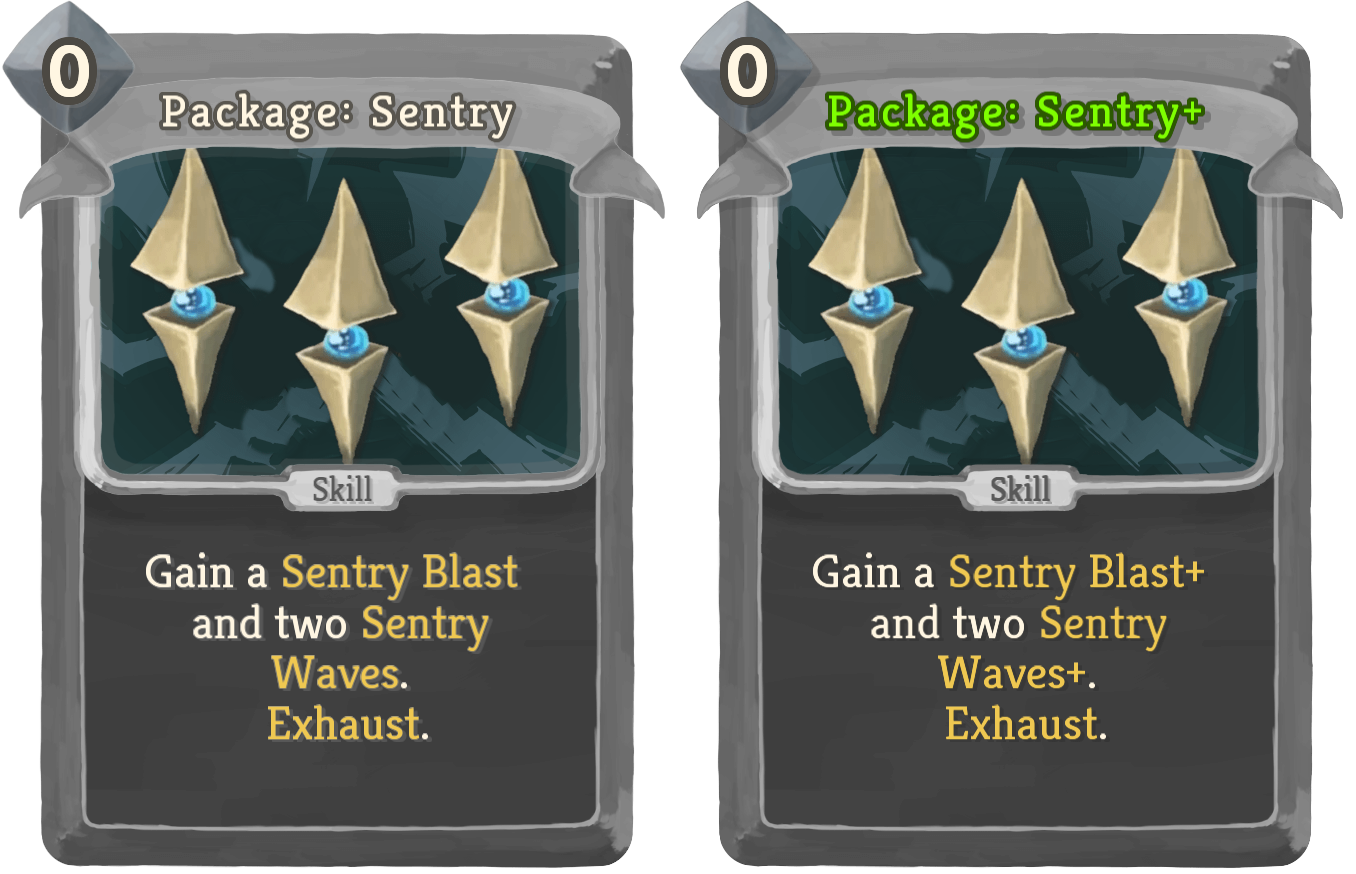 0
Package: Sentry
Skill
Gain a Sentry Blast
and two Sentry
Waves.
Exhaust.
0
Package: Sentry+
Skill
Gain a Sentry Blast+
and two Sentry
Waves+.
Exhaust.